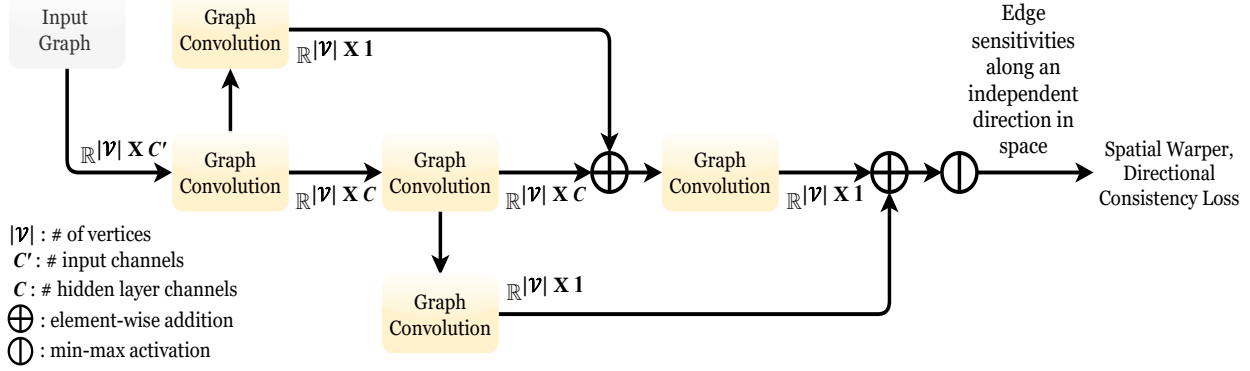 Input
Graph
Graph
Convolution
ℝ|𝒱| X 1
Edge
sensitivities
along an
independent
direction in
space
ℝ|𝒱| X C'
Graph
Convolution
ℝ|𝒱| X C
Graph
Convolution
ℝ|𝒱| X C
Graph
Convolution
ℝ|𝒱| X 1
Spatial Warper,
Directional
Consistency Loss
Graph
Convolution
ℝ|𝒱| X 1
|𝒱| : # of vertices
C' : # input channels
C : # hidden layer channels
⊕ : element-wise addition
⦶ : min-max activation